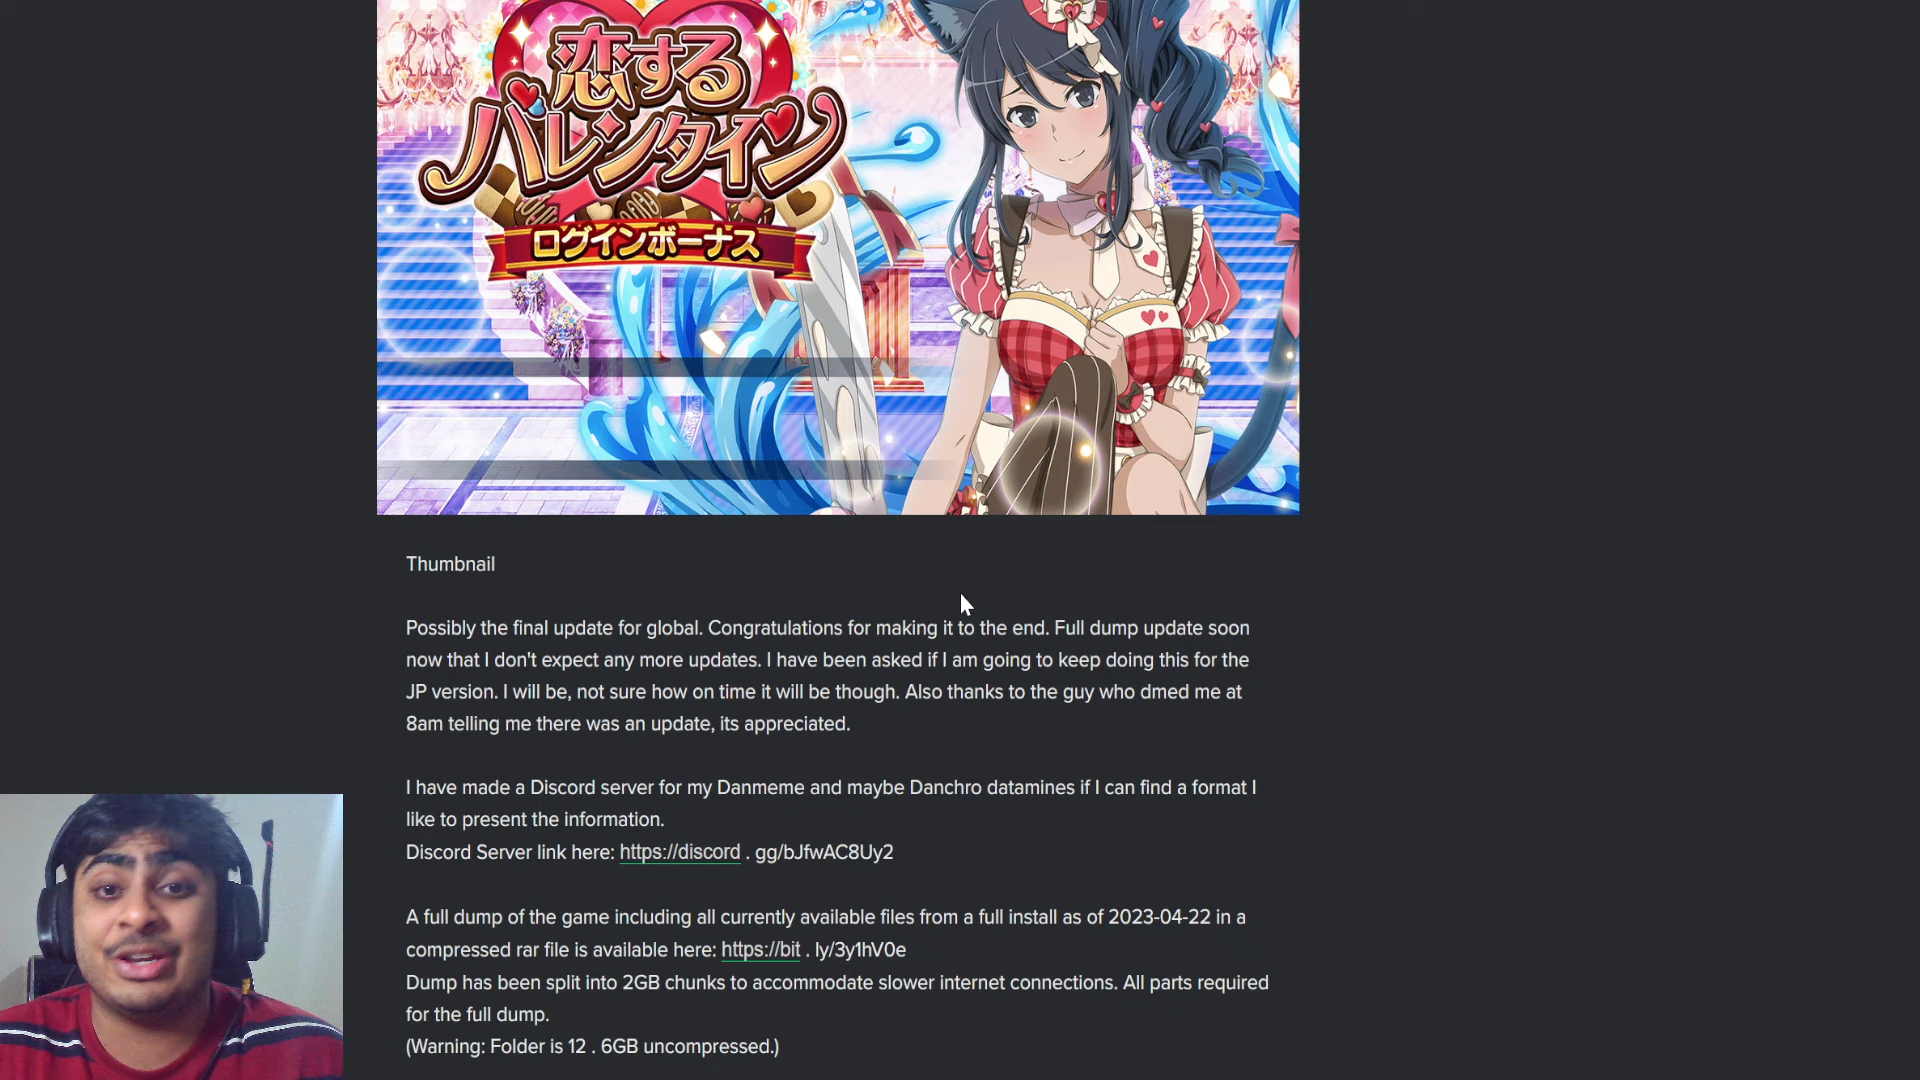 恋する
バレンタイン
ログインボーナス
Thumbnail
Possibly the final update for global. Congratulations for making it to the end. Full dump update soon
now that I don't expect any more updates. I have been asked if I am going to keep doing this for the
JP version. I will be, not sure how on time it will be though. Also thanks to the guy who dmed me at
8am telling me there was an update, its appreciated.
I have made a Discord server for my Danmeme and maybe Danchro datamines if I can find a format I
like to present the information.
Discord Server link here: https://discord . gg/bJfwAC8Uy2
A full dump of the game including all currently available files from a full install as of 2023-04-22 in a
compressed rar file is available here: https://bit . ly/3y1hV0e
Dump has been split into 2GB chunks to accommodate slower internet connections. All parts required
for the full dump.
(Warning: Folder is 12 . 6GB uncompressed.)